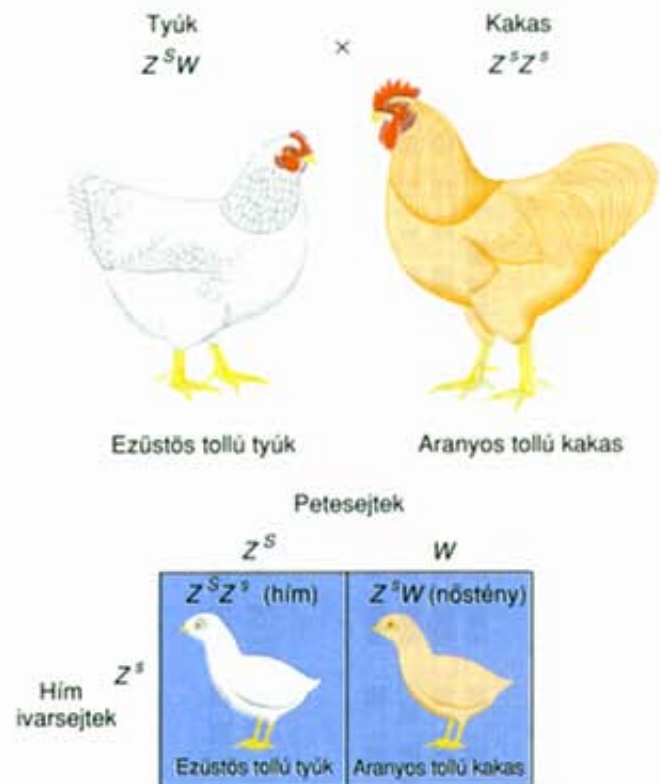 Tyúk × Kakas
Z^S W Z^s Z^s
Ezüstös tollú tyúk Aranyos tollú kakas
Petesejtek
Z^S W
Z^S Z^s (hím) Z^s W (nőstény)
Z^s
Hím
ivarsejtek
Ezüstös tollú tyúk Aranyos tollú kakas